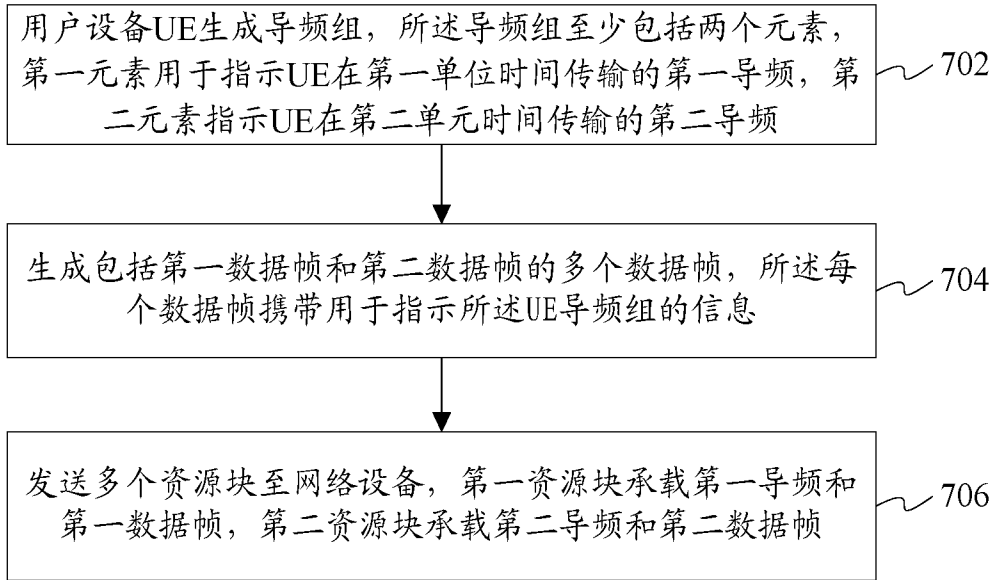 用户设备UE生成导频组，所述导频组至少包括两个元素，
第一元素用于指示UE在第一单位时间传输的第一导频，第
二元素指示UE在第二单元时间传输的第二导频
702
生成包括第一数据帧和第二数据帧的多个数据帧，所述每
个数据帧携带用于指示所述UE导频组的信息
704
发送多个资源块至网络设备，第一资源块承载第一导频和
第一数据帧，第二资源块承载第二导频和第二数据帧
706